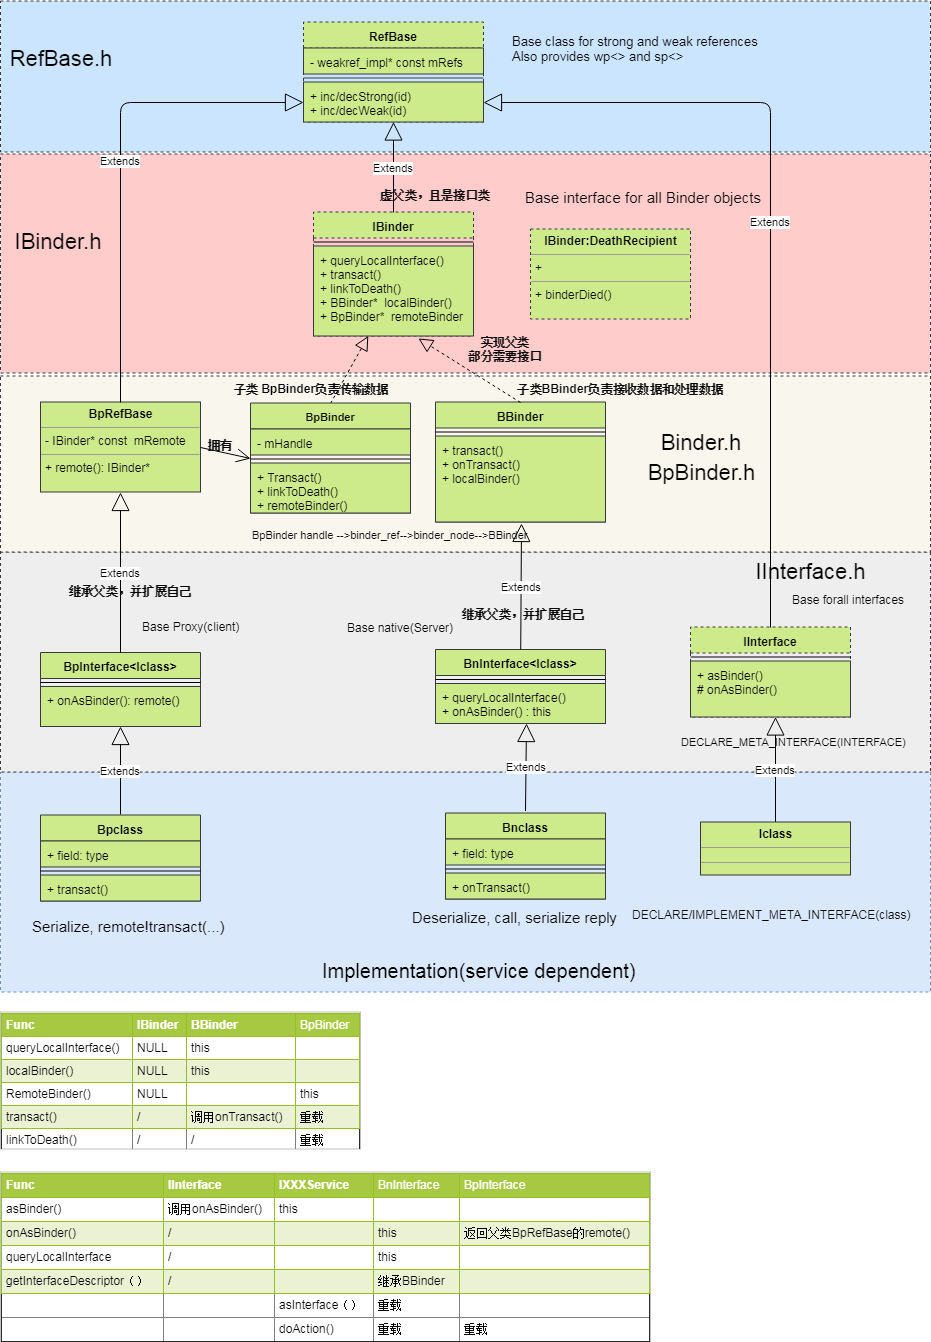 RefBase.h
RefBase
- weakref_impl* const mRefs
+ inc/decStrong(id)
+ inc/decWeak(id)
Base class for strong and weak references
Also provides wp<> and sp<>
Extends
Extends
Extends
IBinder.h
虚父类，且是接口类
IBinder
+ queryLocalInterface()
+ transact()
+ linkToDeath()
+ BBinder* localBinder()
+ BpBinder* remoteBinder
Base interface for all Binder objects
IBinder:DeathRecipient
+
+ binderDied()
实现父类
部分需要接口
子类 BpBinder负责传输数据
子类BBinder负责接收数据和处理数据
BpRefBase
- IBinder* const mRemote
+ remote(): IBinder*
拥有
BpBinder
- mHandle
+ Transact()
+ linkToDeath()
+ remoteBinder()
BBinder
+ transact()
+ onTransact()
+ localBinder()
Binder.h
BpBinder.h
BpBinder handle -->binder_ref-->binder_node-->BBinder
Extends
继承父类，并扩展自己
Base Proxy(client)
Extends
继承父类，并扩展自己
Base native(Server)
IInterface.h
Base forall interfaces
BpInterface<Iclass>
+ onAsBinder(): remote()
BnInterface<Iclass>
+ queryLocalInterface()
+ onAsBinder() : this
IInterface
+ asBinder()
# onAsBinder()
DECLARE_META_INTERFACE(INTERFACE)
Extends
Extends
Extends
Bpclass
+ field: type
+ transact()
Serialize, remote!transact(...)
Bnclass
+ field: type
+ onTransact()
Deserialize, call, serialize reply
Iclass
DECLARE/IMPLEMENT_META_INTERFACE(class)
Implementation(service dependent)
Func IBinder BBinder BpBinder
queryLocalInterface() NULL this
localBinder() NULL this
RemoteBinder() NULL this
transact() / 调用onTransact() 重载
linkToDeath() / / 重载
Func IInterface IXXXService BnInterface BpInterface
asBinder() 调用onAsBinder() this
onAsBinder() / this 返回父类BpRefBase的remote()
queryLocalInterface / this
getInterfaceDescriptor（） / 继承BBinder
asInterface（） 重载
doAction() 重载 重载